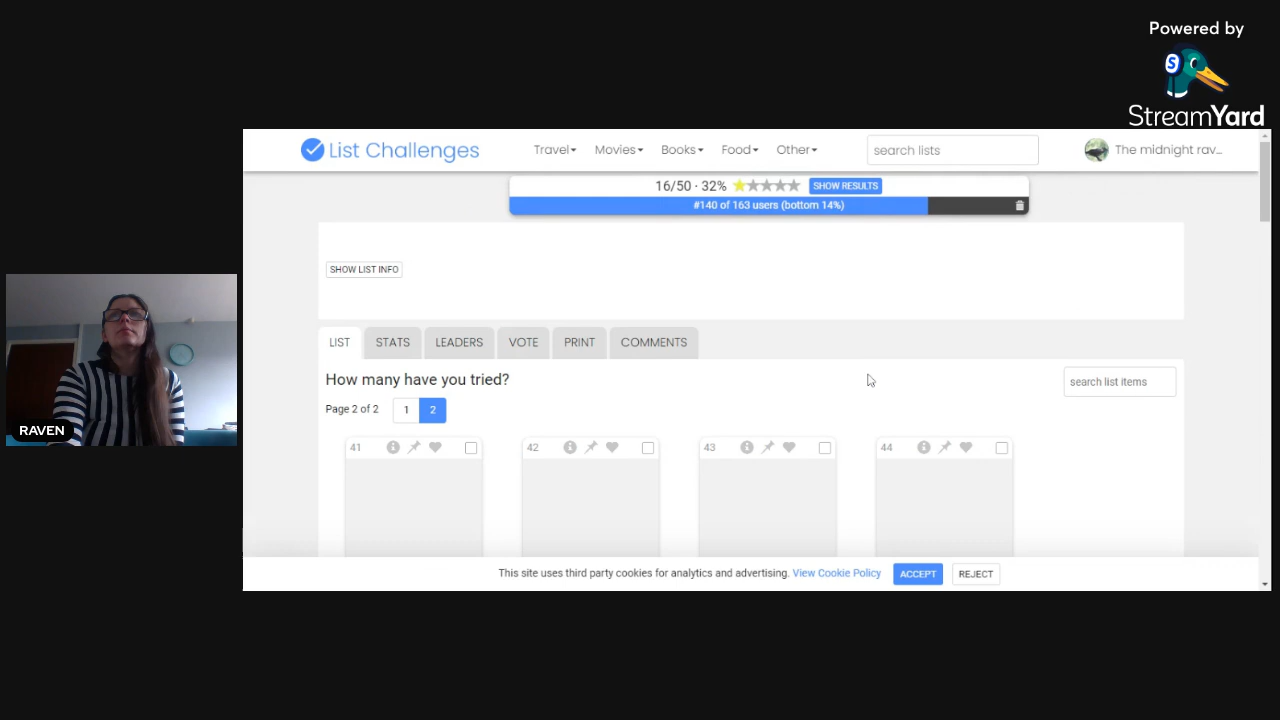 Powered by
S
StreamYard
List Challenges
Travel
Movies
Books
Food
Other
search lists
The midnight rav...
16/50 · 32%
SHOW RESULTS
#140 of 163 users (bottom 14%)
SHOW LIST INFO
LIST
STATS
LEADERS
VOTE
PRINT
COMMENTS
How many have you tried?
search list items
Page 2 of 2
1
2
41
42
43
44
RAVEN
This site uses third party cookies for analytics and advertising. View Cookie Policy
ACCEPT
REJECT